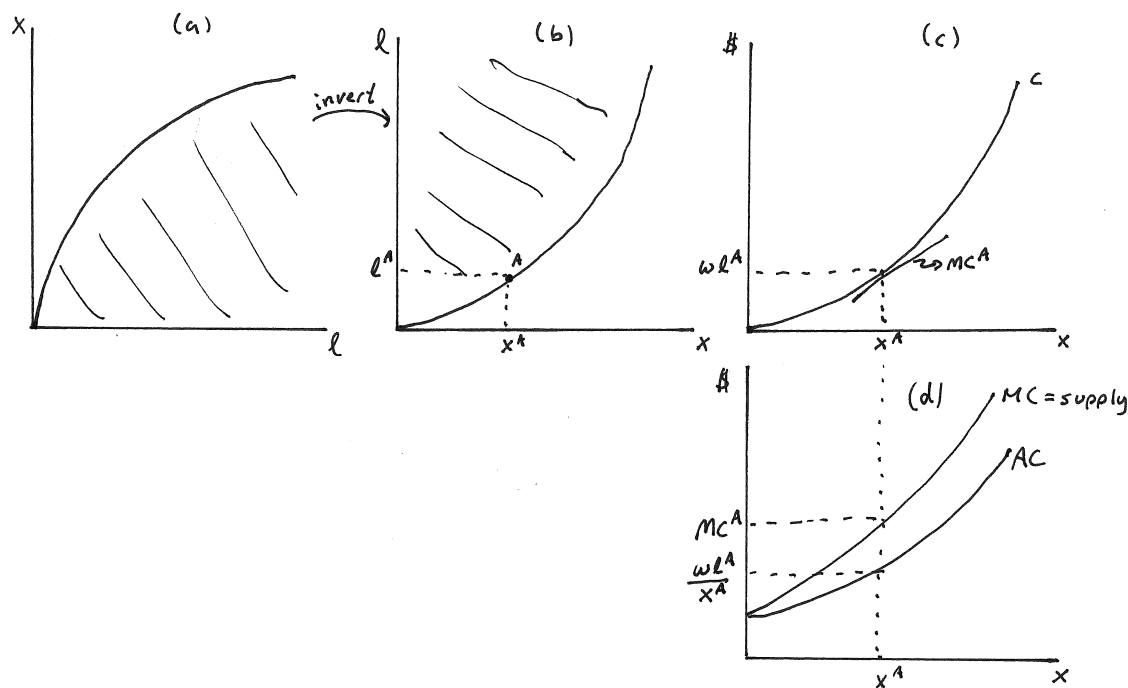 (a)
x
l
invert
(b)
l
A
l^A
x^A
x
(c)
$
C
wl^A
MC^A
x^A
x
(d)
$
MC = supply
AC
MC^A
wl^A
x^A
x^A
x